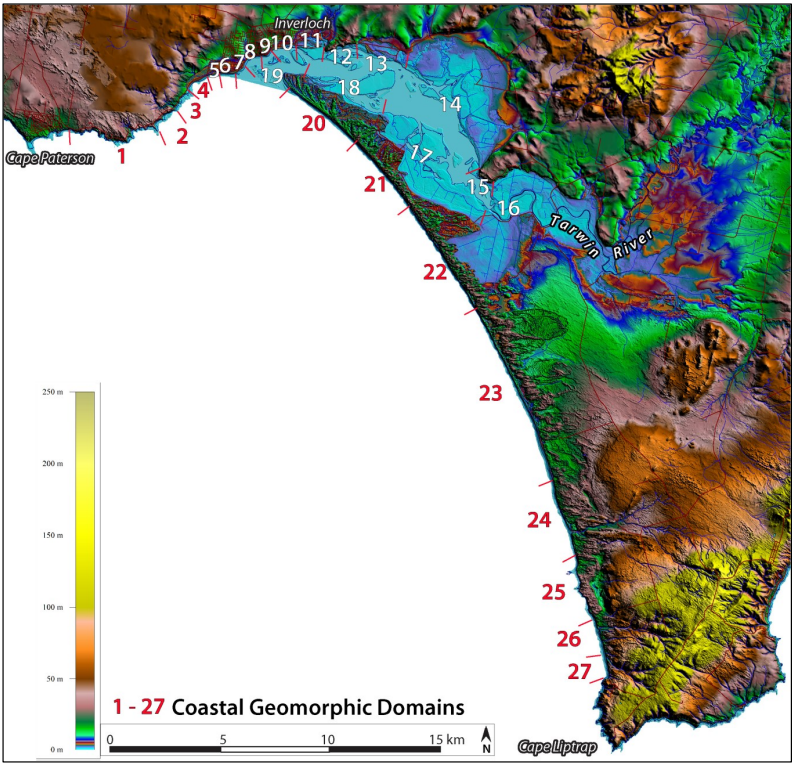 Inverloch
1
2
3
4
5
6
7
8
9
10
11
12
13
14
15
16
17
18
19
20
21
22
23
24
25
26
27
Cape Paterson
Tarwin River
250 m
200 m
150 m
100 m
50 m
0 m
1 - 27 Coastal Geomorphic Domains
0 5 10 15 km
N
Cape Liptrap